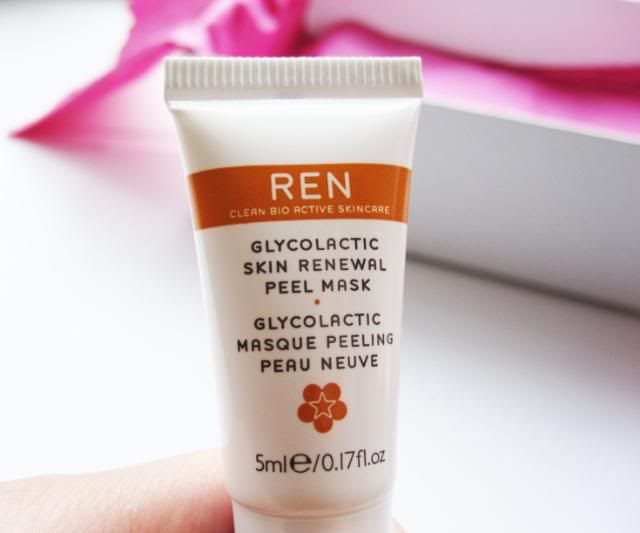 REN
CLEAN BIO ACTIVE SKINCARE
GLYCOLACTIC
SKIN RENEWAL
PEEL MASK
•
GLYCOLACTIC
MASQUE PEELING
PEAU NEUVE
5ml℮/0.17fl.oz